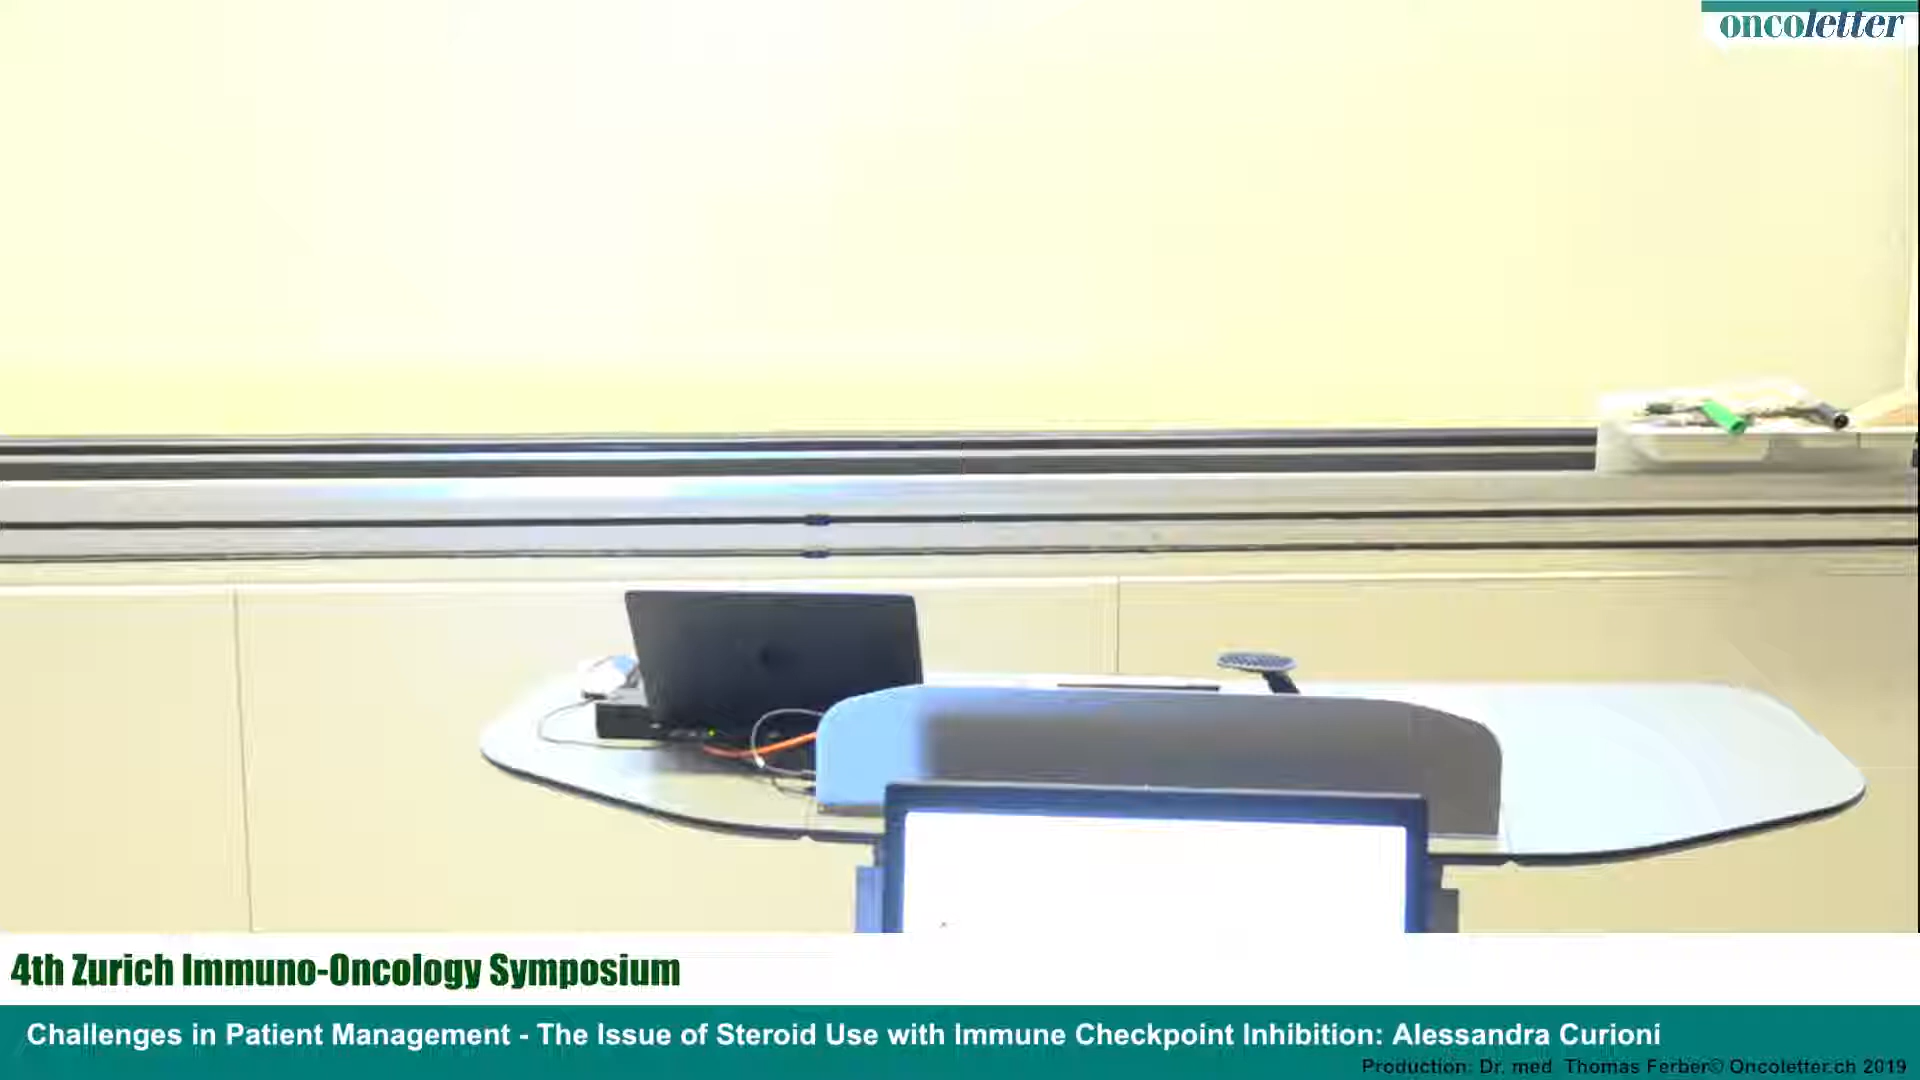 oncoletter
4th Zurich Immuno-Oncology Symposium
Challenges in Patient Management - The Issue of Steroid Use with Immune Checkpoint Inhibition: Alessandra Curioni
Production: Dr. med. Thomas Ferber© Oncoletter.ch 2019